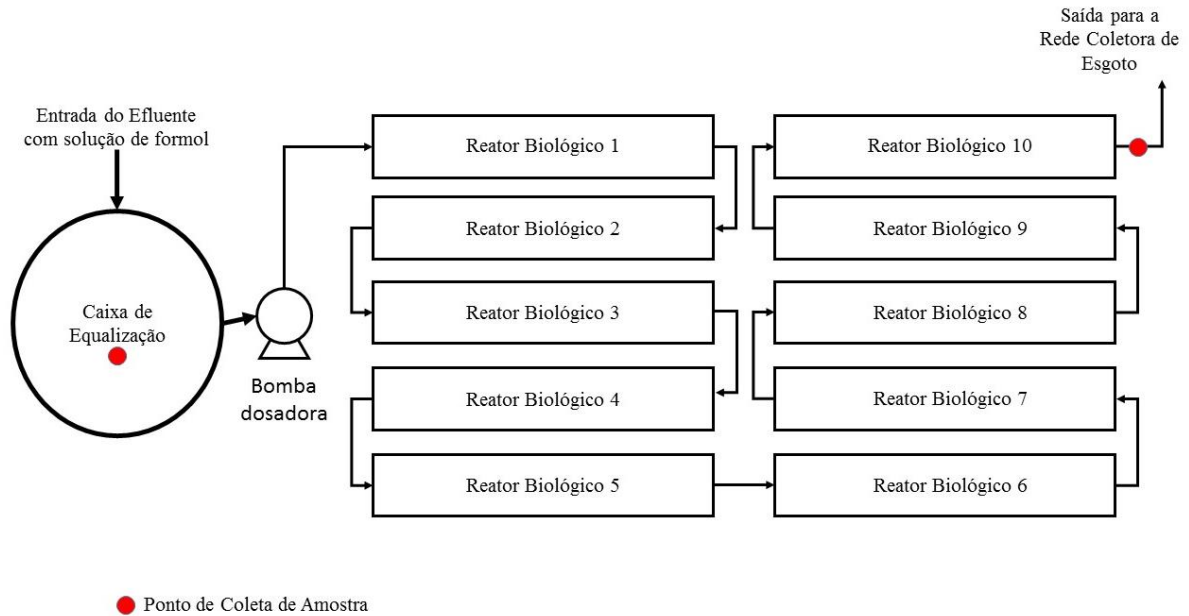 Saída para a
Rede Coletora de
Esgoto
Entrada do Efluente
com solução de formol
Reator Biológico 1
Reator Biológico 10
Reator Biológico 2
Reator Biológico 9
Caixa de
Equalização
Reator Biológico 3
Reator Biológico 8
Bomba
dosadora
Reator Biológico 4
Reator Biológico 7
Reator Biológico 5
Reator Biológico 6
Ponto de Coleta de Amostra